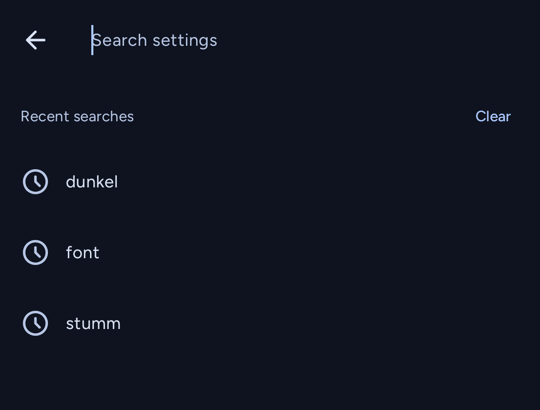 Search settings
Recent searches
Clear
dunkel
font
stumm